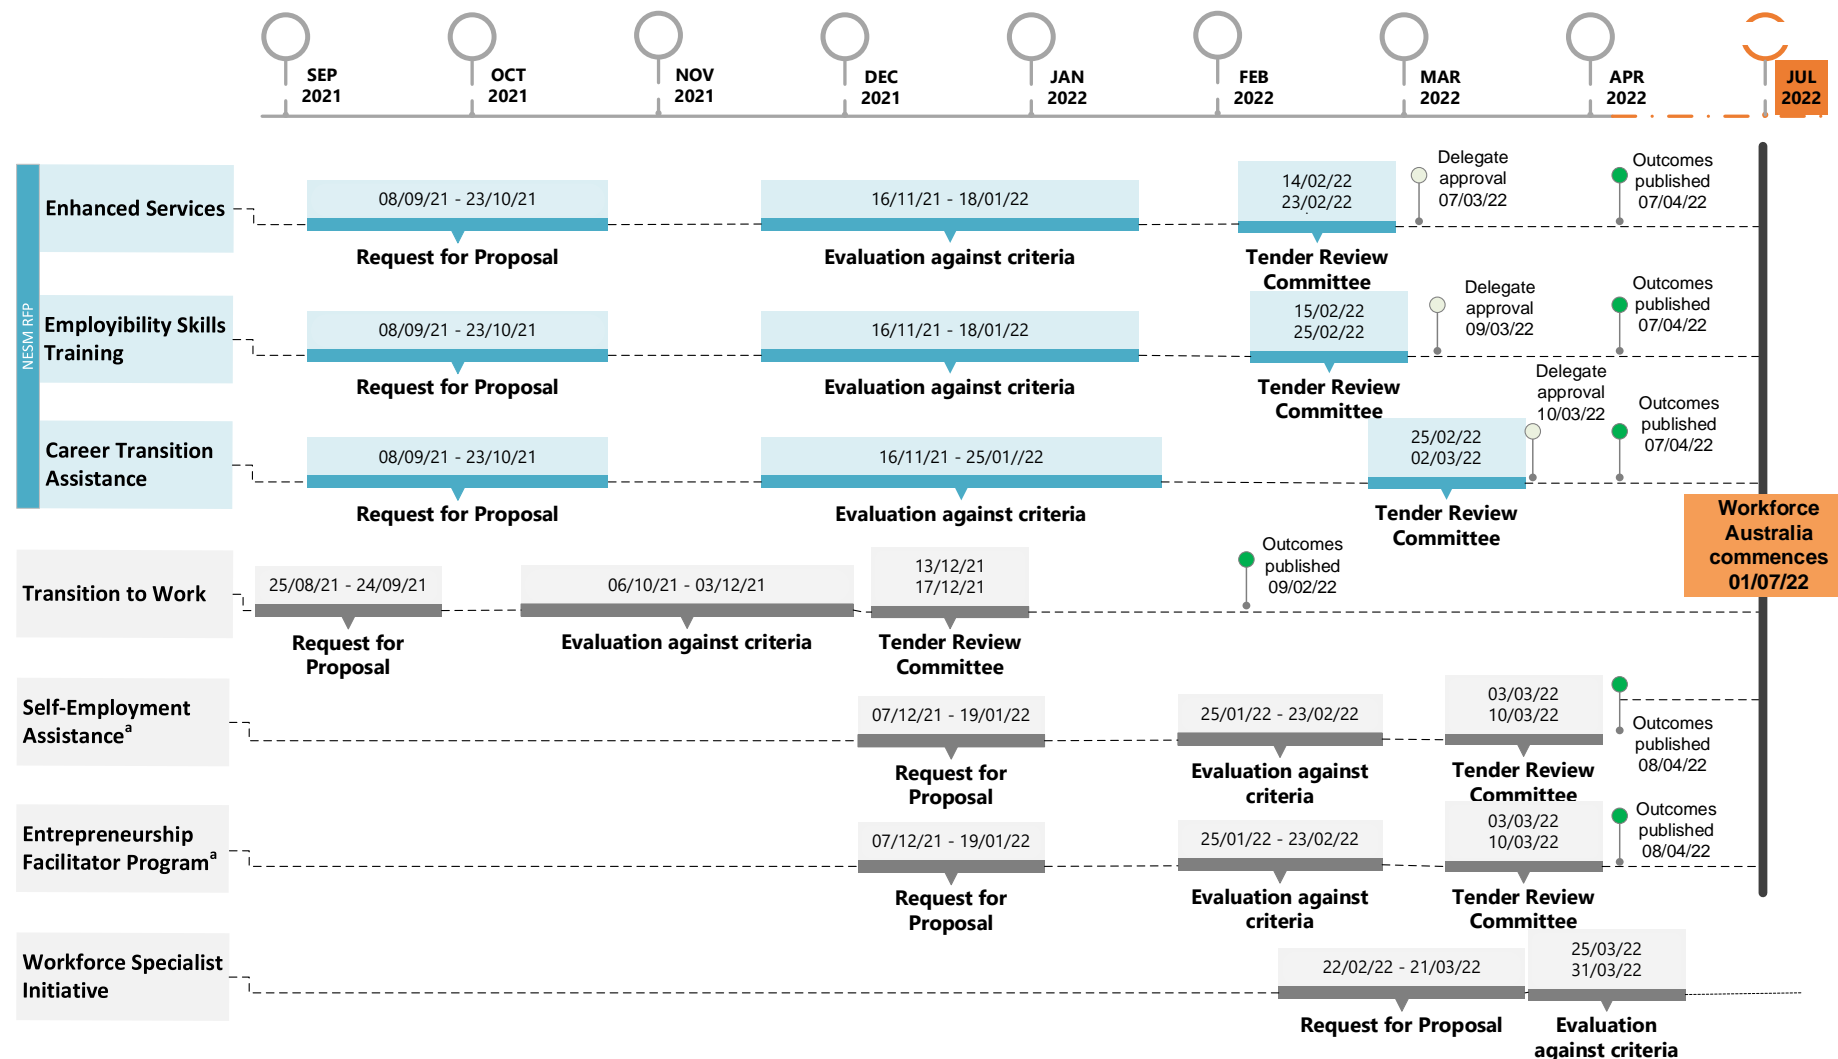 SEP
2021
OCT
2021
NOV
2021
DEC
2021
JAN
2022
FEB
2022
MAR
2022
APR
2022
JUL
2022
NESM RFP
Enhanced Services
08/09/21 - 23/10/21
Request for Proposal
16/11/21 - 18/01/22
Evaluation against criteria
14/02/22
23/02/22
Tender Review
Committee
Delegate
approval
07/03/22
Outcomes
published
07/04/22
Employibility Skills
Training
08/09/21 - 23/10/21
Request for Proposal
16/11/21 - 18/01/22
Evaluation against criteria
15/02/22
25/02/22
Tender Review
Committee
Delegate
approval
09/03/22
Outcomes
published
07/04/22
Career Transition
Assistance
08/09/21 - 23/10/21
Request for Proposal
16/11/21 - 25/01//22
Evaluation against criteria
25/02/22
02/03/22
Tender Review
Committee
Delegate
approval
10/03/22
Outcomes
published
07/04/22
Workforce
Australia
commences
01/07/22
Transition to Work
25/08/21 - 24/09/21
Request for
Proposal
06/10/21 - 03/12/21
Evaluation against criteria
13/12/21
17/12/21
Tender Review
Committee
Outcomes
published
09/02/22
Self-Employment
Assistanceᵃ
07/12/21 - 19/01/22
Request for
Proposal
25/01/22 - 23/02/22
Evaluation against
criteria
03/03/22
10/03/22
Tender Review
Committee
Outcomes
published
08/04/22
Entrepreneurship
Facilitator Programᵃ
07/12/21 - 19/01/22
Request for
Proposal
25/01/22 - 23/02/22
Evaluation against
criteria
03/03/22
10/03/22
Tender Review
Committee
Outcomes
published
08/04/22
Workforce Specialist
Initiative
22/02/22 - 21/03/22
Request for Proposal
25/03/22
31/03/22
Evaluation
against criteria